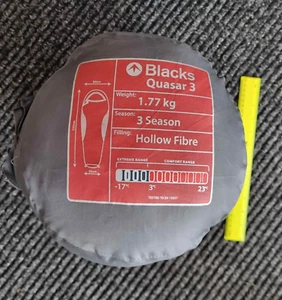 Blacks
Quasar 3
Weight:
1.77 kg
Season:
3 Season
Filling:
Hollow Fibre
EXTREME RANGE
COMFORT RANGE
-17°c
3°c
23°c